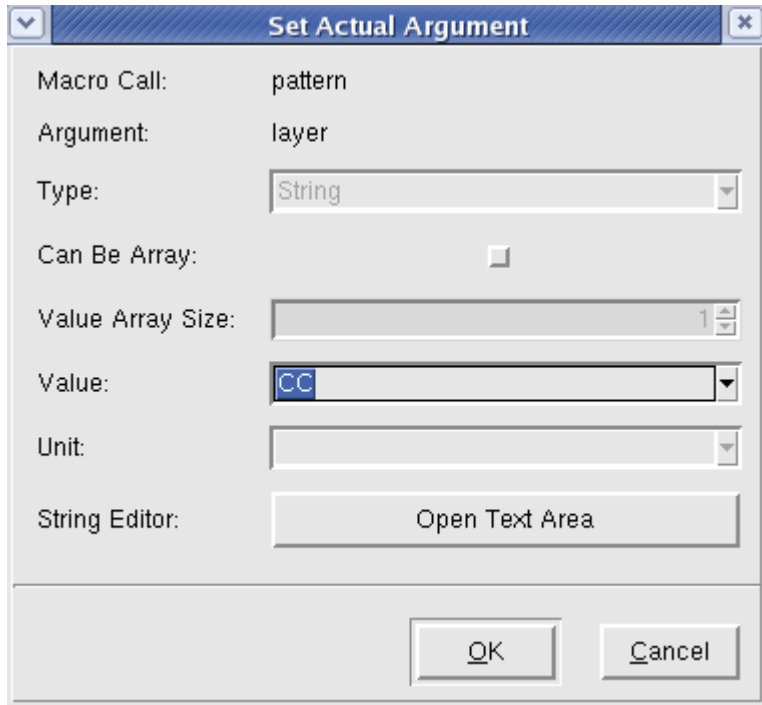 Set Actual Argument
Macro Call: pattern
Argument: layer
Type: String
Can Be Array:
Value Array Size: 1
Value: CC
Unit:
String Editor: Open Text Area
OK Cancel